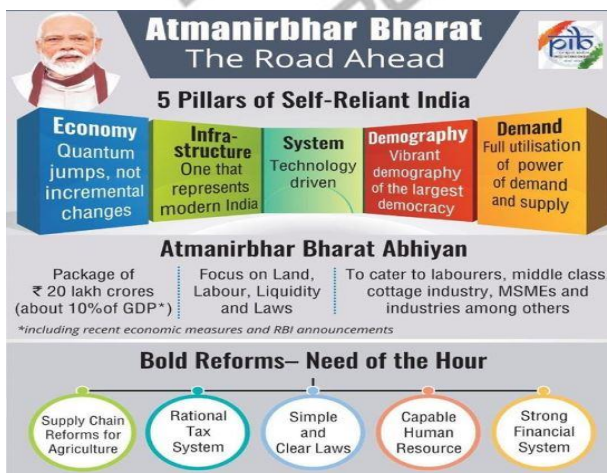 Atmanirbhar Bharat
The Road Ahead
pib
5 Pillars of Self-Reliant India
Economy
Quantum
jumps, not
incremental
changes
Infra-
structure
One that
represents
modern India
System
Technology
driven
Demography
Vibrant
demography
of the largest
democracy
Demand
Full utilisation
of power
of demand
and supply
Atmanirbhar Bharat Abhiyan
Package of
₹ 20 lakh crores
(about 10%of GDP*)
Focus on Land,
Labour, Liquidity
and Laws
To cater to labourers, middle class
cottage industry, MSMEs and
industries among others
*including recent economic measures and RBI announcements
Bold Reforms– Need of the Hour
Supply Chain
Reforms for
Agriculture
Rational
Tax
System
Simple
and
Clear Laws
Capable
Human
Resource
Strong
Financial
System